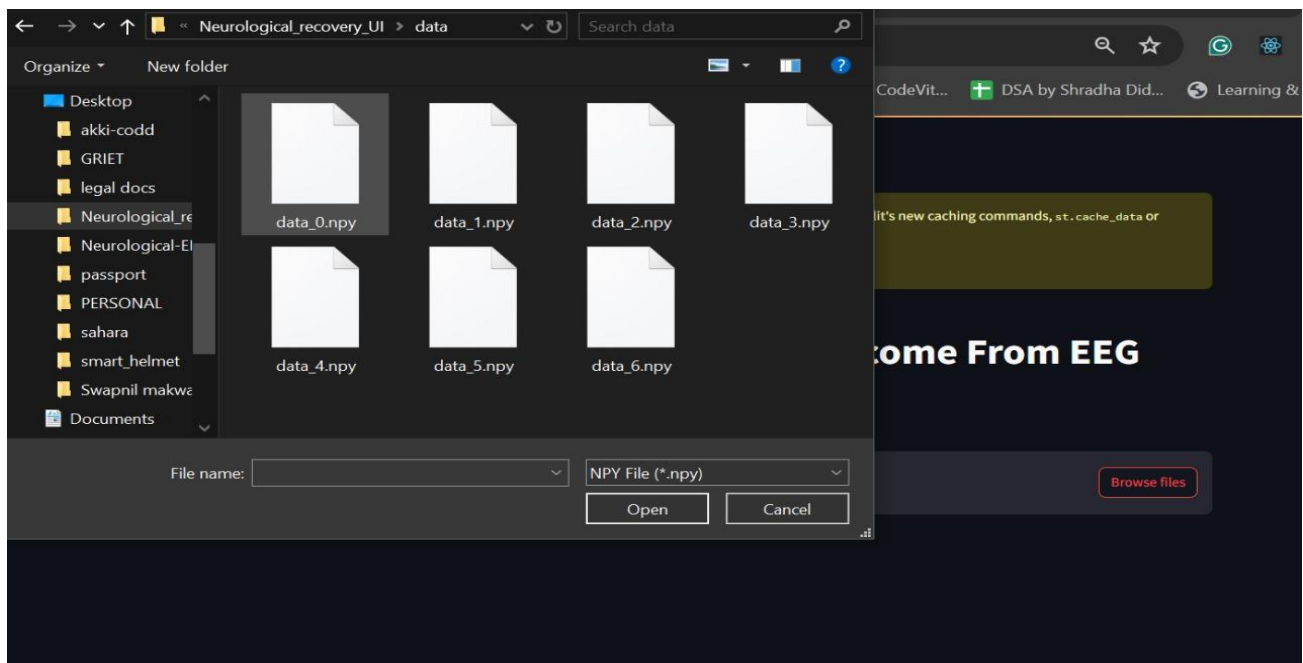 Neurological_recovery_UI > data
Search data
Organize
New folder
Desktop
akki-codd
GRIET
legal docs
Neurological_re
Neurological-EI
passport
PERSONAL
sahara
smart_helmet
Swapnil makwa
Documents
data_0.npy
data_1.npy
data_2.npy
data_3.npy
data_4.npy
data_5.npy
data_6.npy
File name:
NPY File (*.npy)
Open
Cancel
CodeVit...
DSA by Shradha Did...
Learning &
lit's new caching commands, st.cache_data or
come From EEG
Browse files